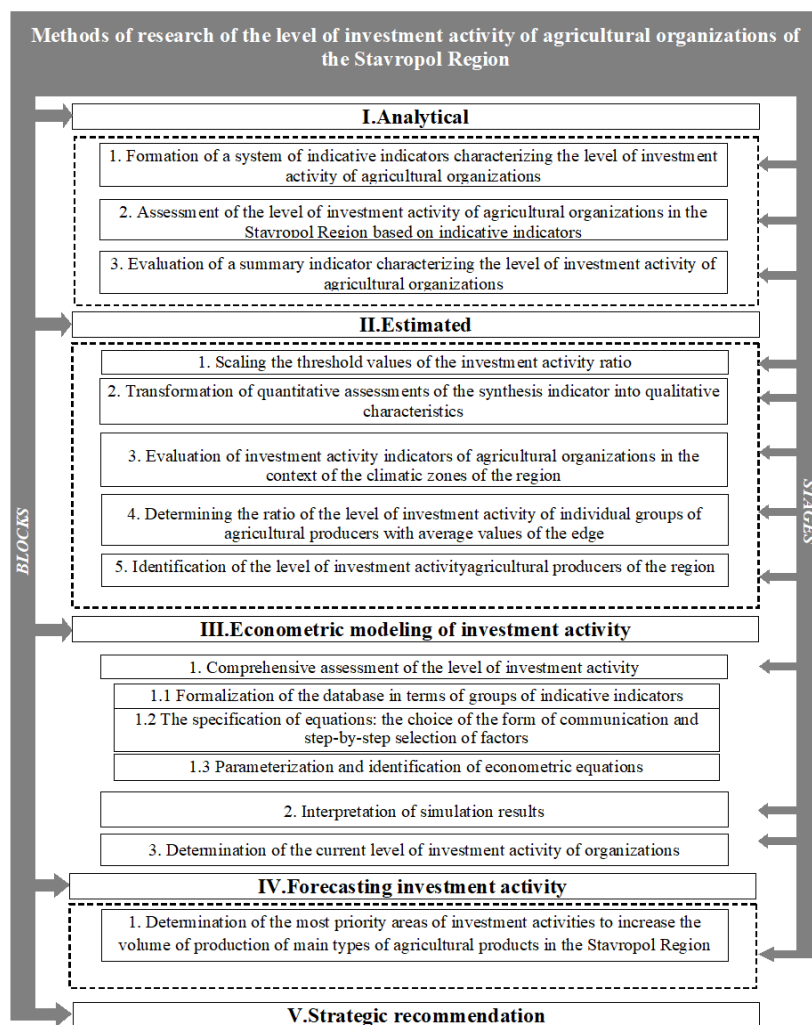 Methods of research of the level of investment activity of agricultural organizations of
the Stavropol Region
I.Analytical
1. Formation of a system of indicative indicators characterizing the level of investment
activity of agricultural organizations
2. Assessment of the level of investment activity of agricultural organizations in the
Stavropol Region based on indicative indicators
3. Evaluation of a summary indicator characterizing the level of investment activity of
agricultural organizations
II.Estimated
1. Scaling the threshold values of the investment activity ratio
2. Transformation of quantitative assessments of the synthesis indicator into qualitative
characteristics
3. Evaluation of investment activity indicators of agricultural organizations in the
context of the climatic zones of the region
4. Determining the ratio of the level of investment activity of individual groups of
agricultural producers with average values of the edge
5. Identification of the level of investment activityagricultural producers of the region
BLOCKS
STAGES
III.Econometric modeling of investment activity
1. Comprehensive assessment of the level of investment activity
1.1 Formalization of the database in terms of groups of indicative indicators
1.2 The specification of equations: the choice of the form of communication and
step-by-step selection of factors
1.3 Parameterization and identification of econometric equations
2. Interpretation of simulation results
3. Determination of the current level of investment activity of organizations
IV.Forecasting investment activity
1. Determination of the most priority areas of investment activities to increase the
volume of production of main types of agricultural products in the Stavropol Region
V.Strategic recommendation